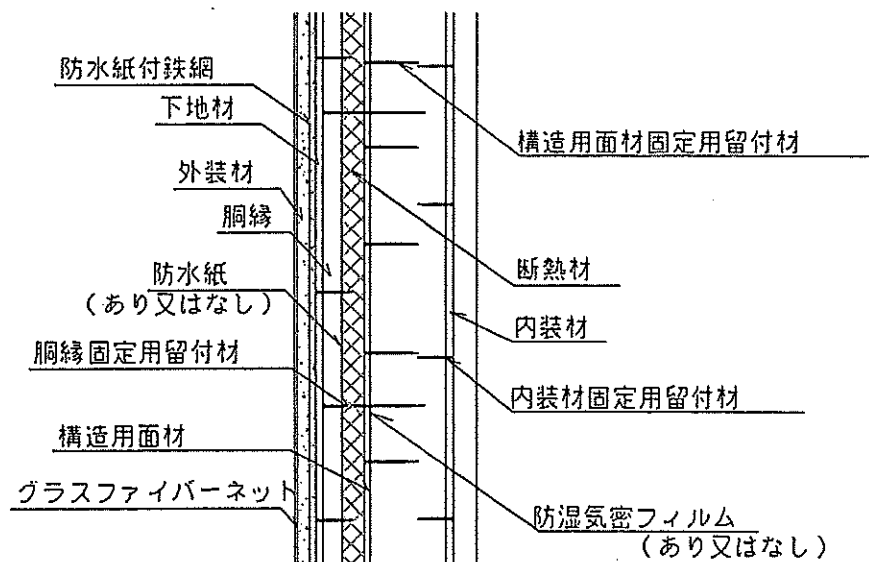 防水紙付鉄網
下地材
外装材
胴縁
防水紙
(あり又はなし)
胴縁固定用留付材
構造用面材
グラスファイバーネット
構造用面材固定用留付材
断熱材
内装材
内装材固定用留付材
防湿気密フィルム
(あり又はなし)